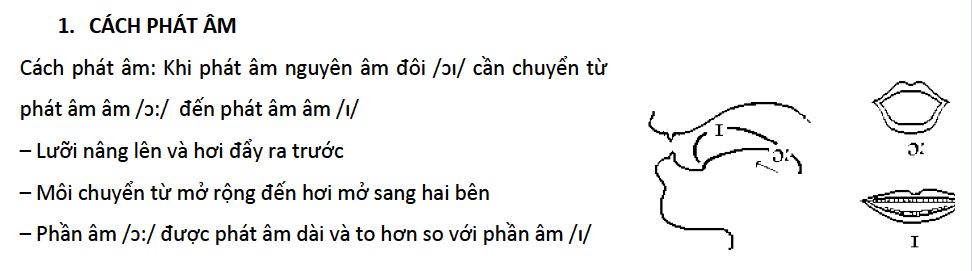 1. CÁCH PHÁT ÂM
Cách phát âm: Khi phát âm nguyên âm đôi /ɔı/ cần chuyển từ
phát âm âm /ɔ:/ đến phát âm âm /ı/
– Lưỡi nâng lên và hơi đẩy ra trước
– Môi chuyển từ mở rộng đến hơi mở sang hai bên
– Phần âm /ɔ:/ được phát âm dài và to hơn so với phần âm /ı/
I
ɔ:
ɔ:
I